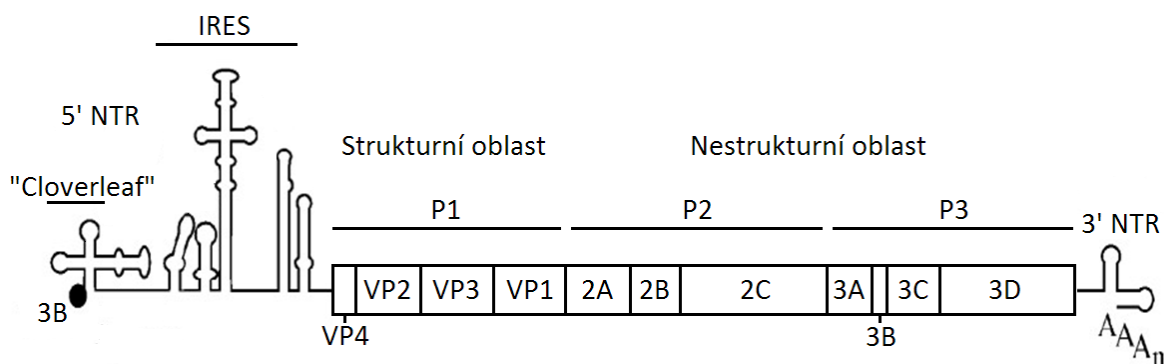 IRES
5' NTR
Strukturní oblast
Nestrukturní oblast
"Cloverleaf"
P1
P2
P3
3' NTR
VP2
VP3
VP1
2A
2B
2C
3A
3C
3D
3B
VP4
3B
AAAn